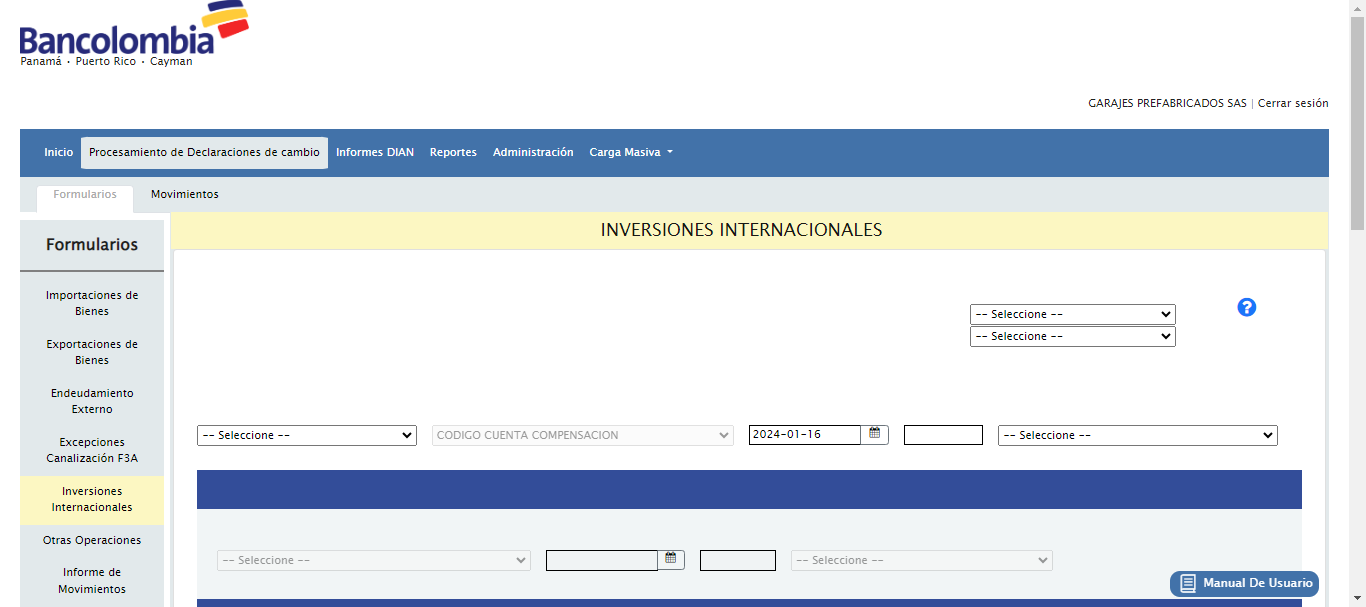 Bancolombia
Panamá • Puerto Rico • Cayman
GARAJES PREFABRICADOS SAS | Cerrar sesión
Inicio Procesamiento de Declaraciones de cambio Informes DIAN Reportes Administración Carga Masiva
Formularios Movimientos
Formularios
INVERSIONES INTERNACIONALES
Importaciones de
Bienes
Exportaciones de
Bienes
Endeudamiento
Externo
Excepciones
Canalización F3A
Inversiones
Internacionales
Otras Operaciones
Informe de
Movimientos
?
-- Seleccione --
-- Seleccione --
-- Seleccione -- CODIGO CUENTA COMPENSACION 2024-01-16 -- Seleccione --
-- Seleccione -- -- Seleccione --
Manual De Usuario